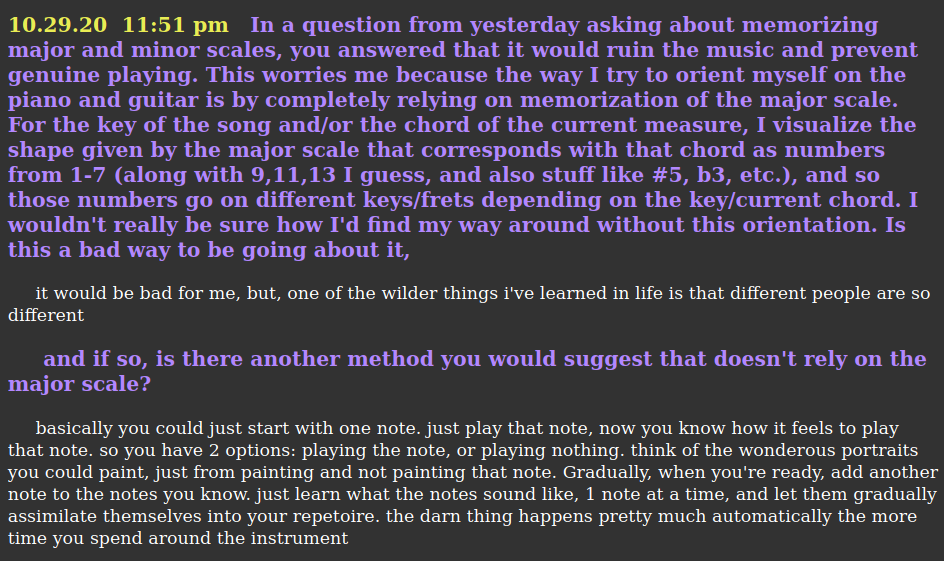 10.29.20  11:51 pm   In a question from yesterday asking about memorizing
major and minor scales, you answered that it would ruin the music and prevent
genuine playing. This worries me because the way I try to orient myself on the
piano and guitar is by completely relying on memorization of the major scale.
For the key of the song and/or the chord of the current measure, I visualize the
shape given by the major scale that corresponds with that chord as numbers
from 1-7 (along with 9,11,13 I guess, and also stuff like #5, b3, etc.), and so
those numbers go on different keys/frets depending on the key/current chord. I
wouldn't really be sure how I'd find my way around without this orientation. Is
this a bad way to be going about it,
it would be bad for me, but, one of the wilder things i've learned in life is that different people are so
different
and if so, is there another method you would suggest that doesn't rely on the
major scale?
basically you could just start with one note. just play that note, now you know how it feels to play
that note. so you have 2 options: playing the note, or playing nothing. think of the wonderous portraits
you could paint, just from painting and not painting that note. Gradually, when you're ready, add another
note to the notes you know. just learn what the notes sound like, 1 note at a time, and let them gradually
assimilate themselves into your repetoire. the darn thing happens pretty much automatically the more
time you spend around the instrument